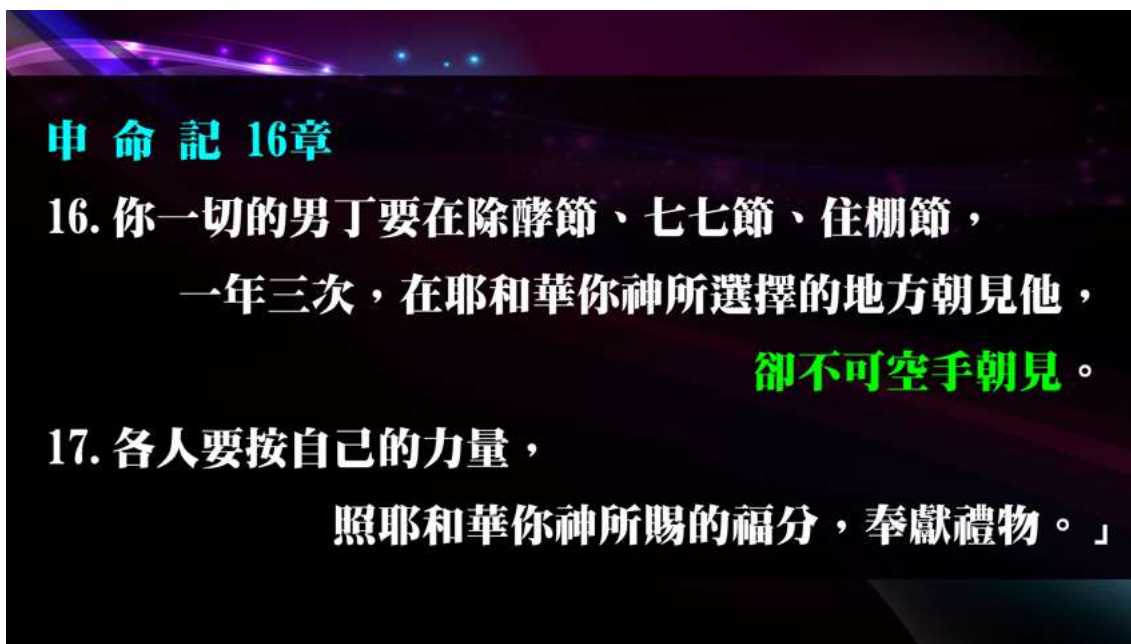 申 命 記 16章
16. 你一切的男丁要在除酵節、七七節、住棚節，
一年三次，在耶和華你神所選擇的地方朝見他，
卻不可空手朝見。
17. 各人要按自己的力量，
照耶和華你神所賜的福分，奉獻禮物。」